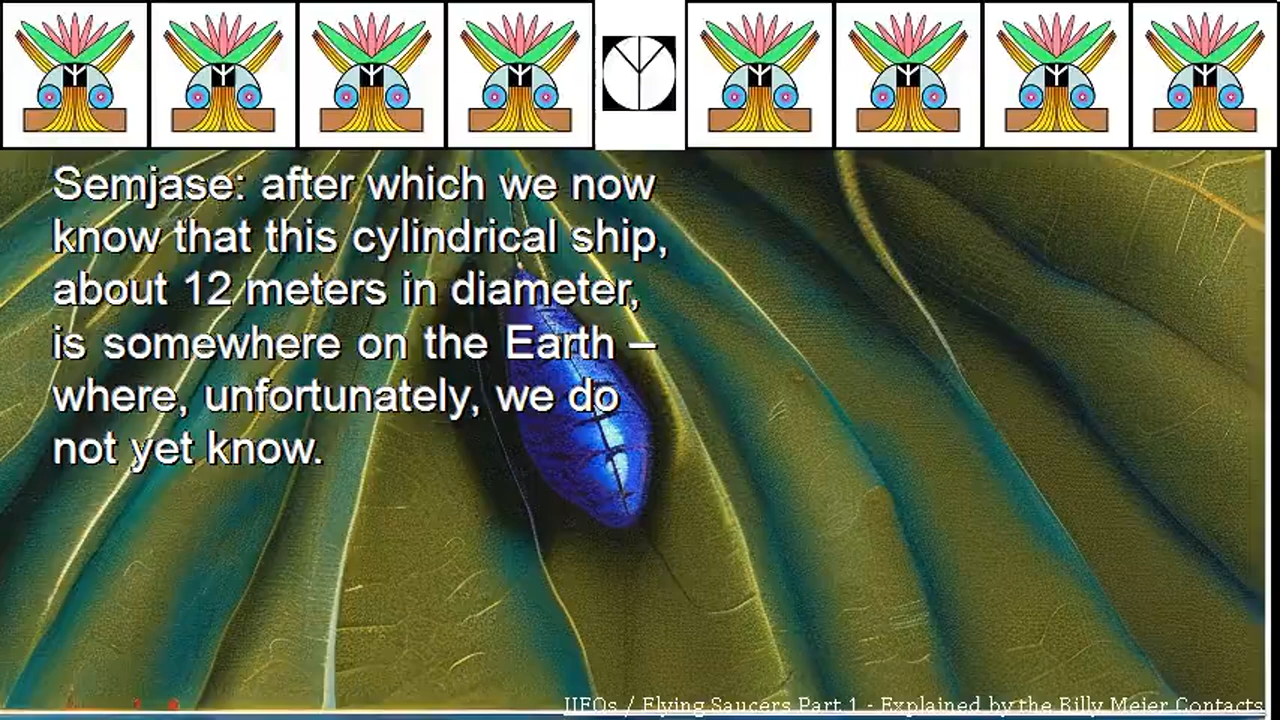 Semjase: after which we now
know that this cylindrical ship,
about 12 meters in diameter,
is somewhere on the Earth –
where, unfortunately, we do
not yet know.
UFOs / Flying Saucers Part 1 - Explained by the Billy Meier Contacts